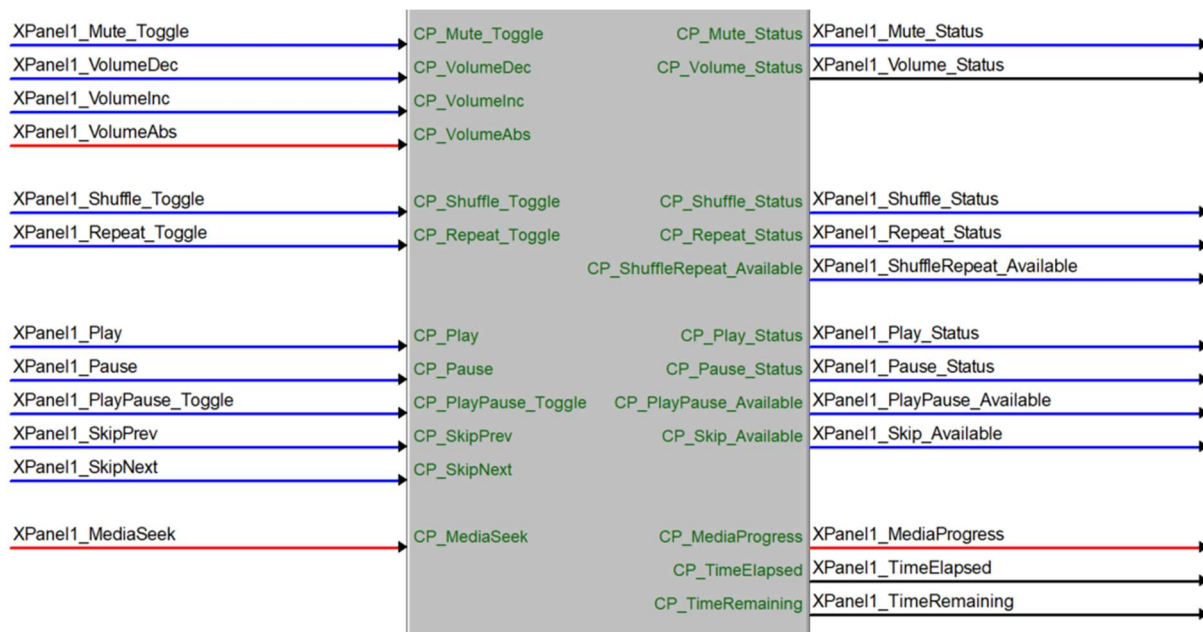 XPanel1_Mute_Toggle CP_Mute_Toggle CP_Mute_Status XPanel1_Mute_Status
XPanel1_VolumeDec CP_VolumeDec CP_Volume_Status XPanel1_Volume_Status
XPanel1_VolumeInc CP_VolumeInc
XPanel1_VolumeAbs CP_VolumeAbs
XPanel1_Shuffle_Toggle CP_Shuffle_Toggle CP_Shuffle_Status XPanel1_Shuffle_Status
XPanel1_Repeat_Toggle CP_Repeat_Toggle CP_Repeat_Status XPanel1_Repeat_Status
CP_ShuffleRepeat_Available XPanel1_ShuffleRepeat_Available
XPanel1_Play CP_Play CP_Play_Status XPanel1_Play_Status
XPanel1_Pause CP_Pause CP_Pause_Status XPanel1_Pause_Status
XPanel1_PlayPause_Toggle CP_PlayPause_Toggle CP_PlayPause_Available XPanel1_PlayPause_Available
XPanel1_SkipPrev CP_SkipPrev CP_Skip_Available XPanel1_Skip_Available
XPanel1_SkipNext CP_SkipNext
XPanel1_MediaSeek CP_MediaSeek CP_MediaProgress XPanel1_MediaProgress
CP_TimeElapsed XPanel1_TimeElapsed
CP_TimeRemaining XPanel1_TimeRemaining